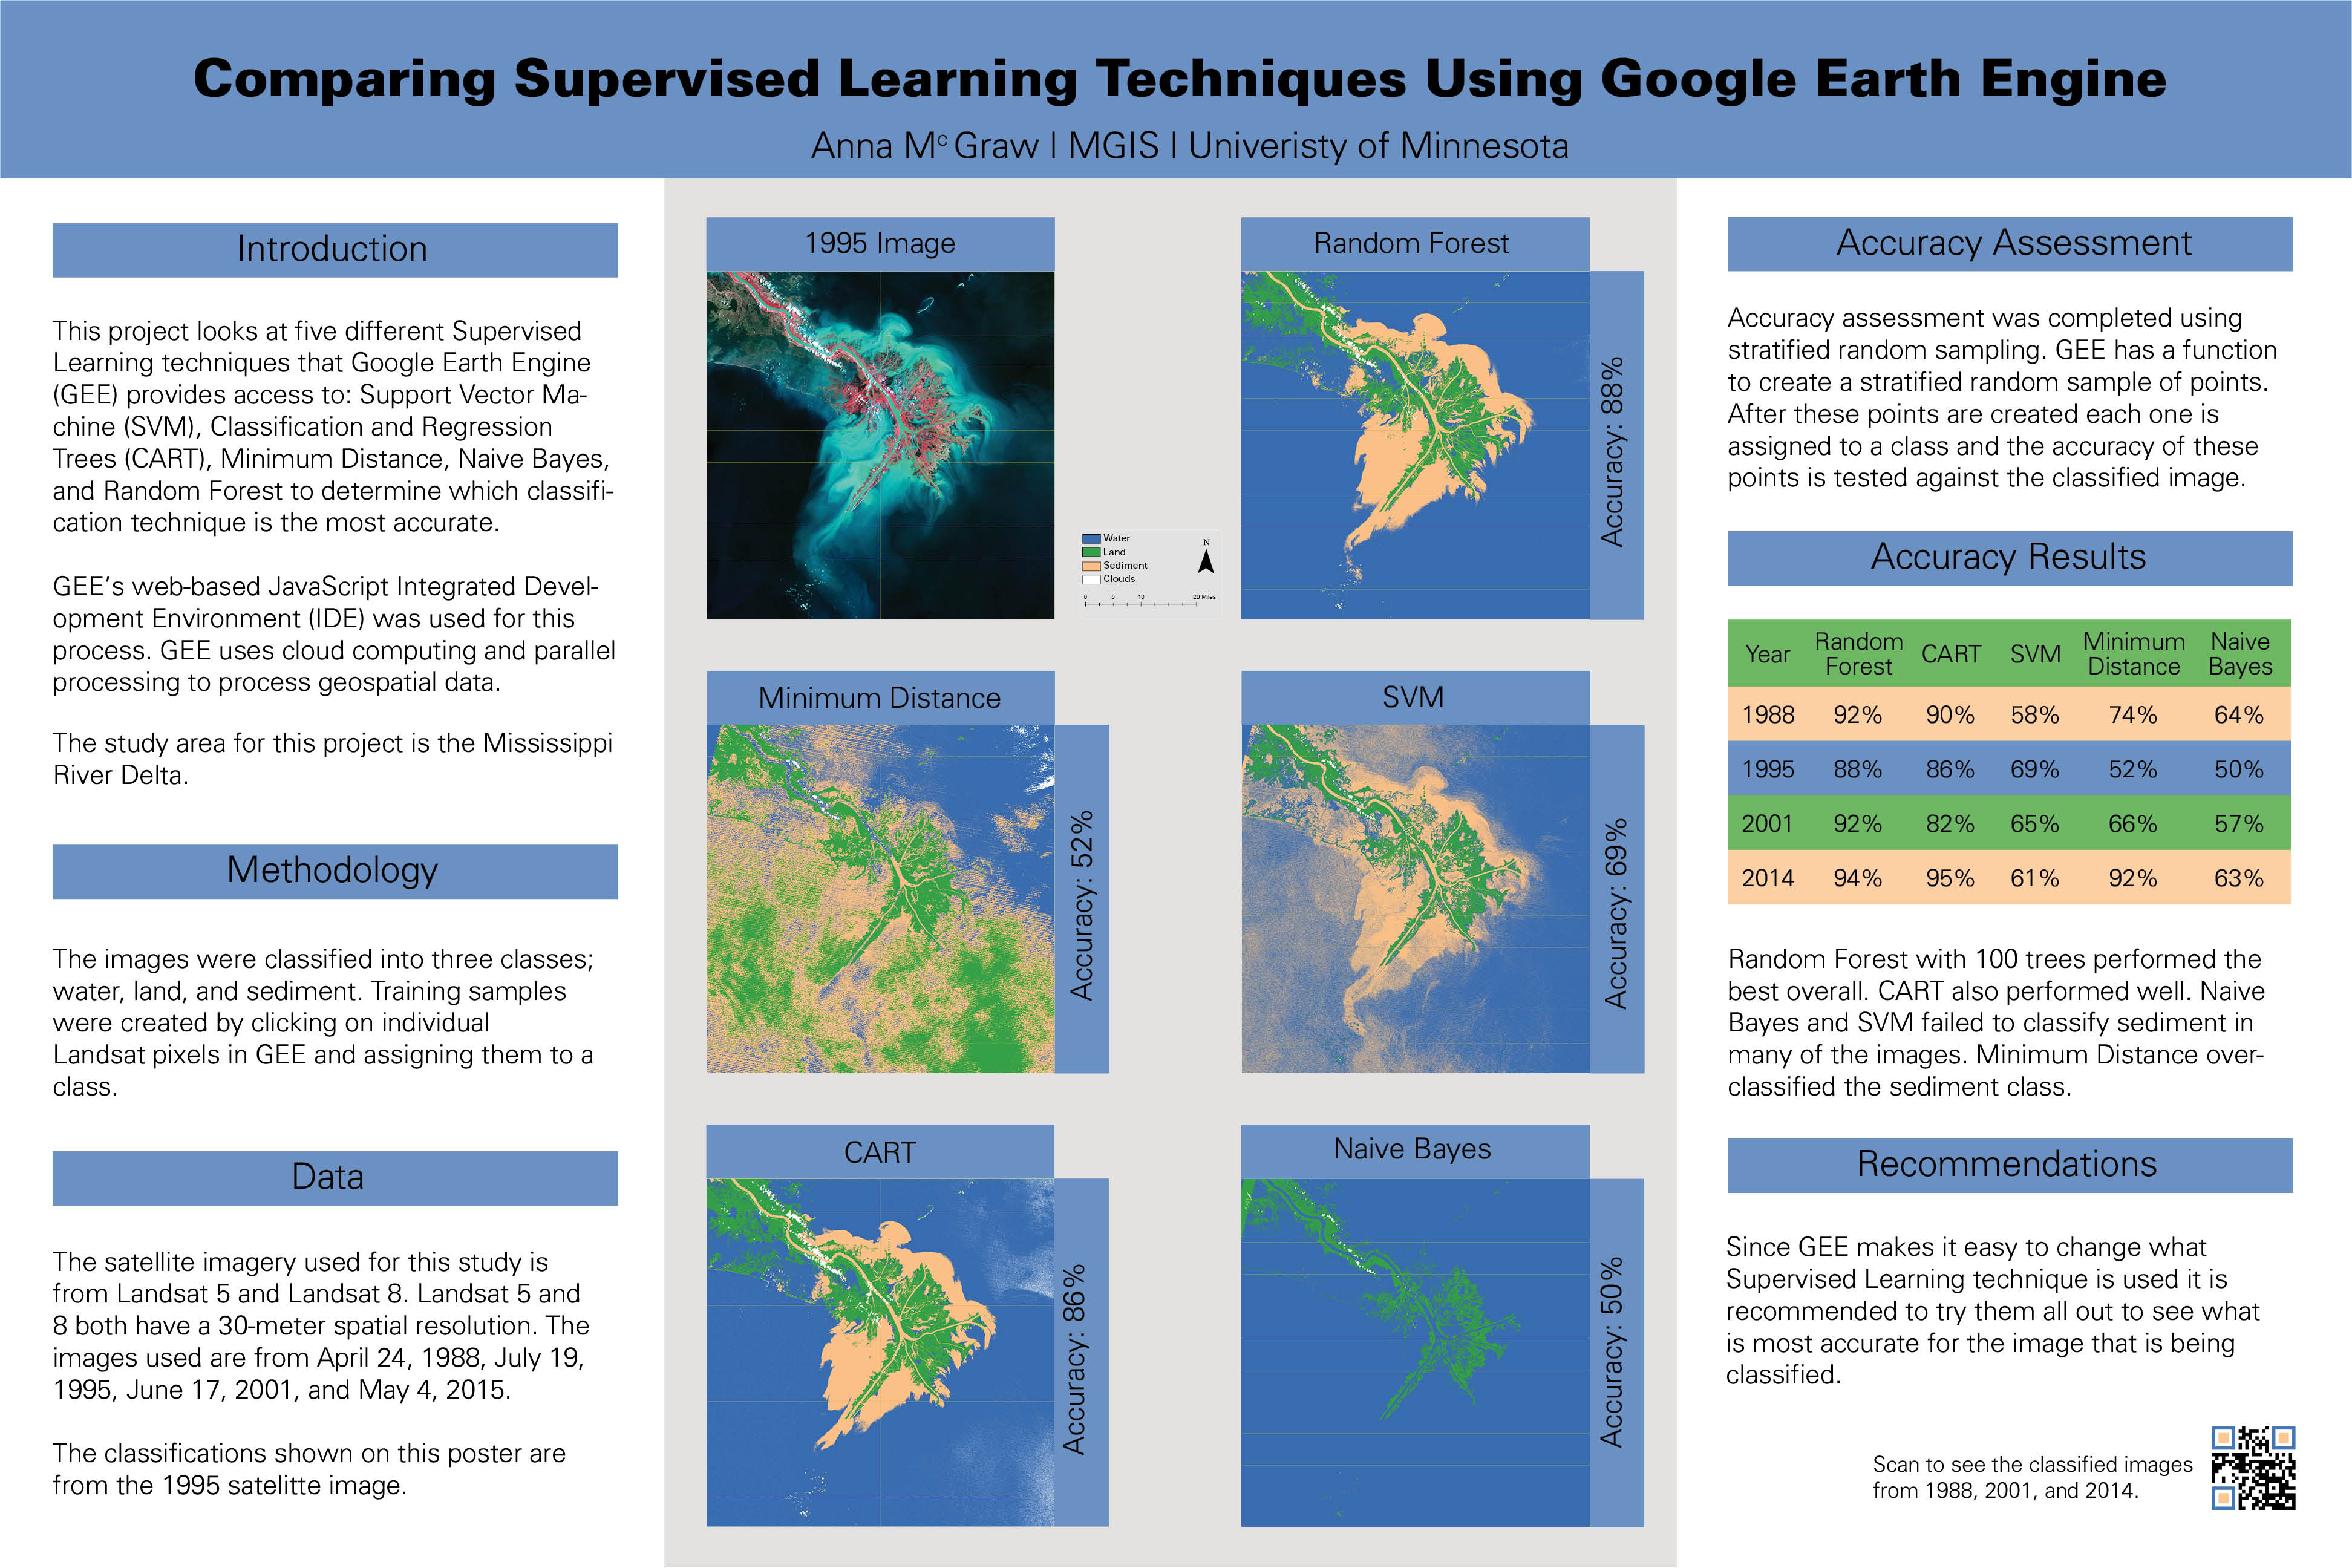 Comparing Supervised Learning Techniques Using Google Earth Engine
Anna Mc Graw | MGIS | Univeristy of Minnesota
Introduction
This project looks at five different Supervised
Learning techniques that Google Earth Engine
(GEE) provides access to: Support Vector Ma-
chine (SVM), Classification and Regression
Trees (CART), Minimum Distance, Naive Bayes,
and Random Forest to determine which classifi-
cation technique is the most accurate.
GEE's web-based JavaScript Integrated Devel-
opment Environment (IDE) was used for this
process. GEE uses cloud computing and parallel
processing to process geospatial data.
The study area for this project is the Mississippi
River Delta.
Methodology
The images were classified into three classes;
water, land, and sediment. Training samples
were created by clicking on individual
Landsat pixels in GEE and assigning them to a
class.
Data
The satellite imagery used for this study is
from Landsat 5 and Landsat 8. Landsat 5 and
8 both have a 30-meter spatial resolution. The
images used are from April 24, 1988, July 19,
1995, June 17, 2001, and May 4, 2015.
The classifications shown on this poster are
from the 1995 satelitte image.
1995 Image
Water
Land
Sediment
Clouds
N
0 5 10 20 Miles
Random Forest
Accuracy: 88%
Minimum Distance
Accuracy: 52%
SVM
Accuracy: 69%
CART
Accuracy: 86%
Naive Bayes
Accuracy: 50%
Accuracy Assessment
Accuracy assessment was completed using
stratified random sampling. GEE has a function
to create a stratified random sample of points.
After these points are created each one is
assigned to a class and the accuracy of these
points is tested against the classified image.
Accuracy Results
Year Random Forest CART SVM Minimum Distance Naive Bayes
1988 92% 90% 58% 74% 64%
1995 88% 86% 69% 52% 50%
2001 92% 82% 65% 66% 57%
2014 94% 95% 61% 92% 63%
Random Forest with 100 trees performed the
best overall. CART also performed well. Naive
Bayes and SVM failed to classify sediment in
many of the images. Minimum Distance over-
classified the sediment class.
Recommendations
Since GEE makes it easy to change what
Supervised Learning technique is used it is
recommended to try them all out to see what
is most accurate for the image that is being
classified.
Scan to see the classified images
from 1988, 2001, and 2014.